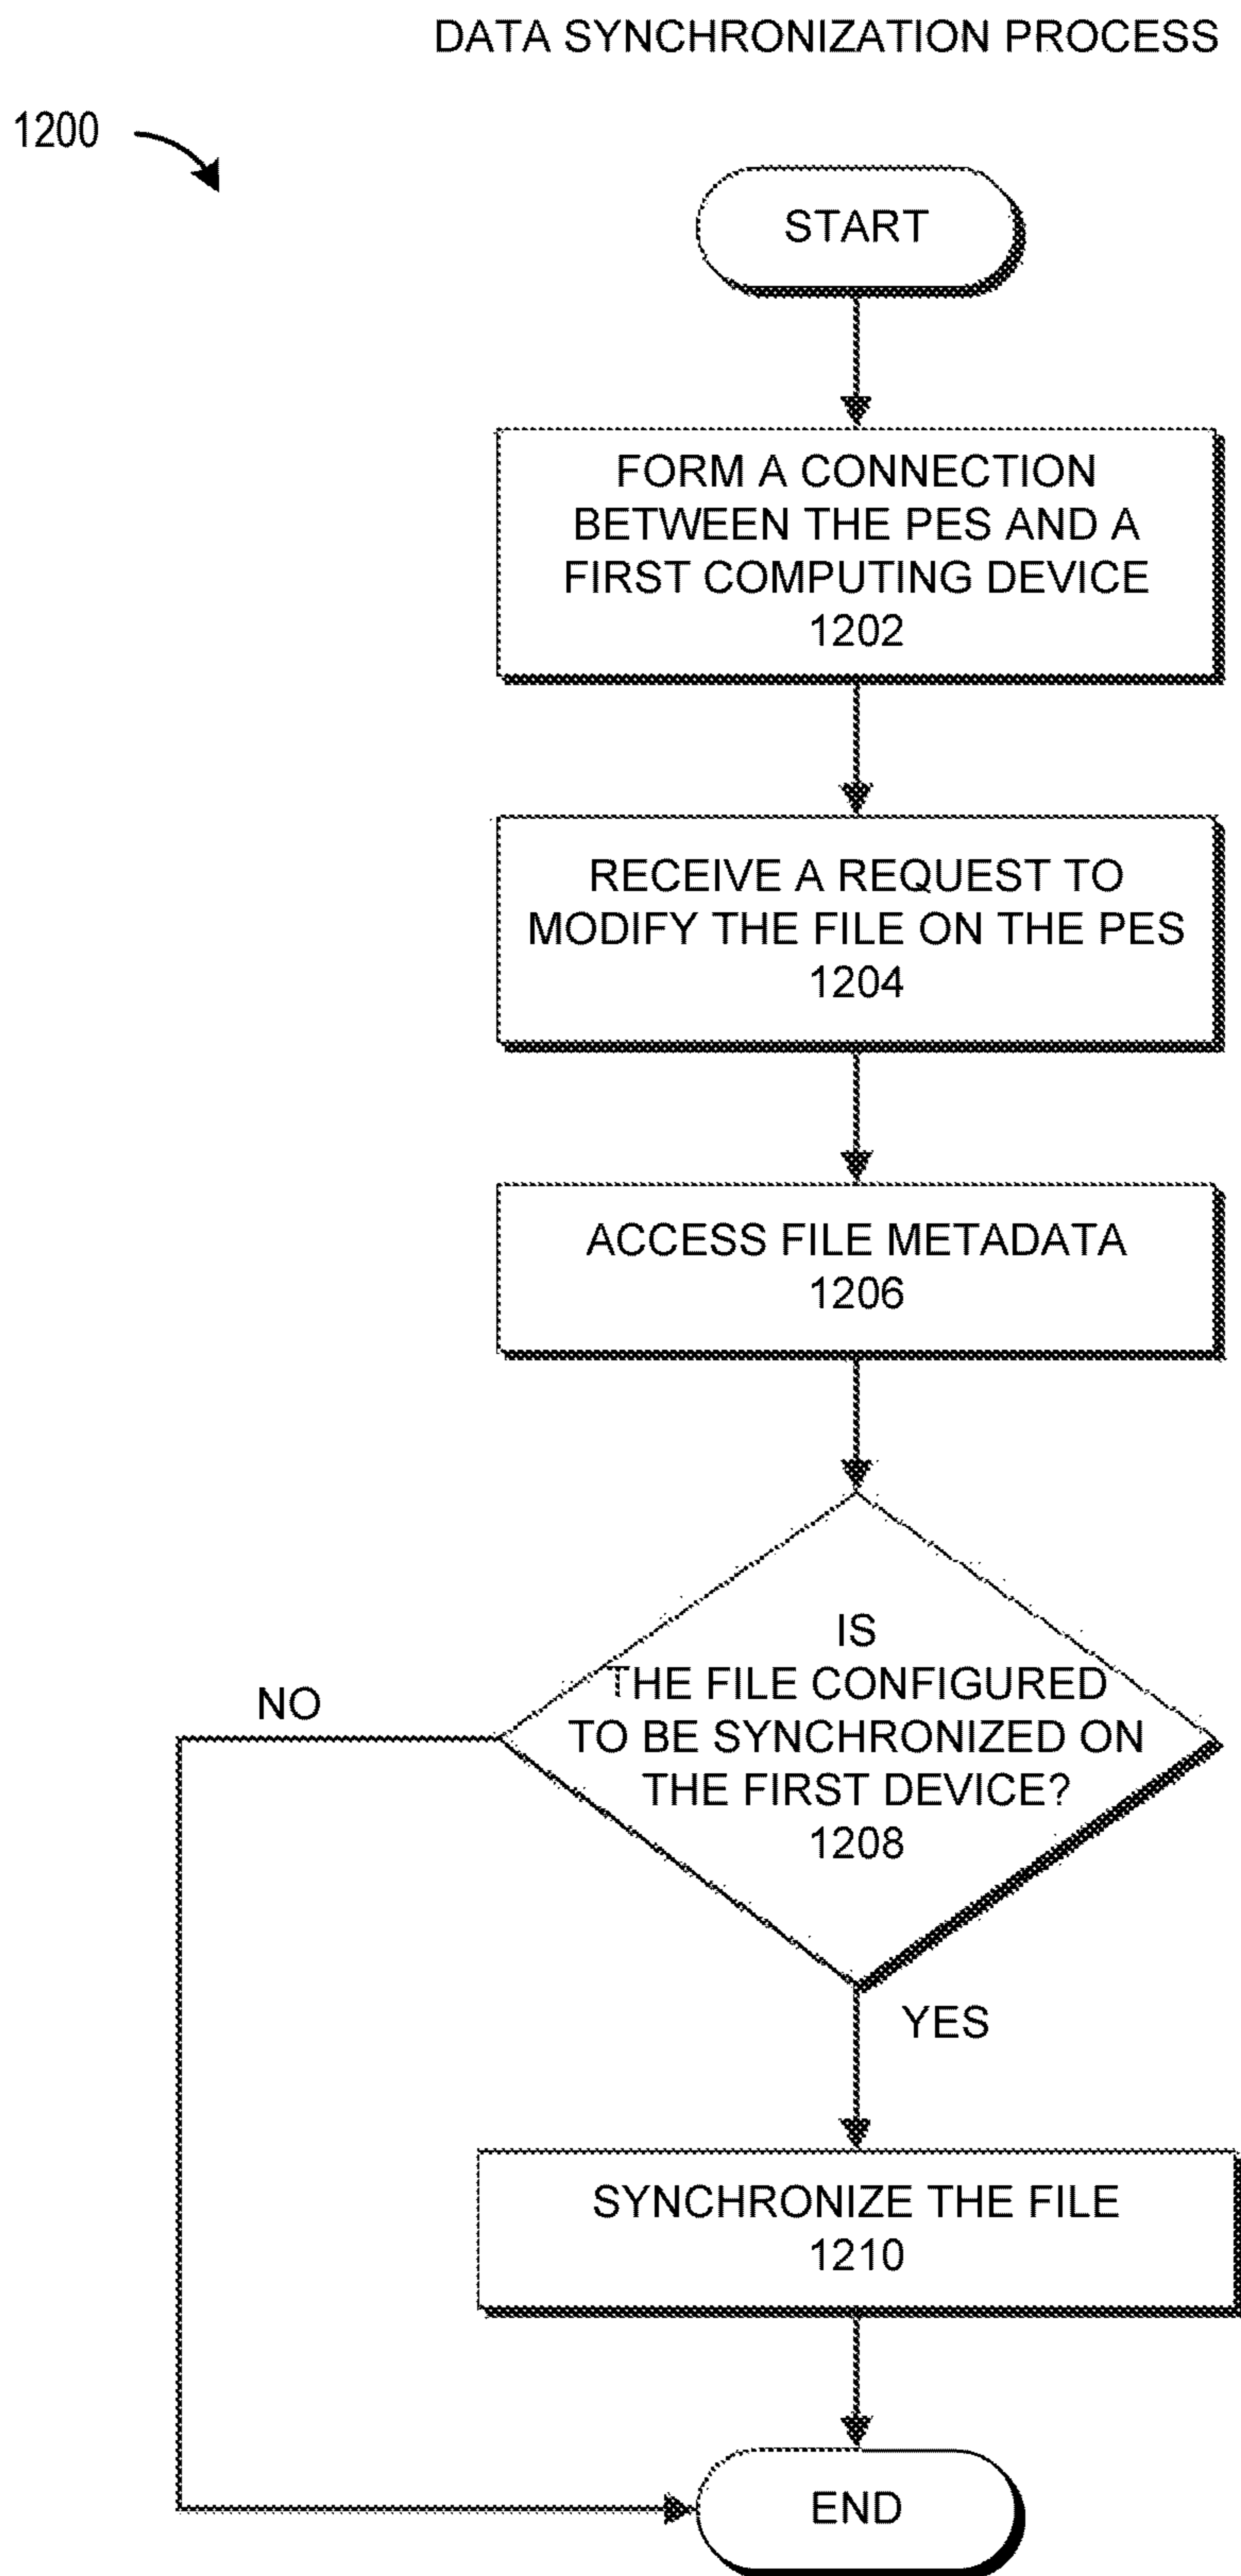 DATA SYNCHRONIZATION PROCESS
1200
START
FORM A CONNECTION
BETWEEN THE PES AND A
FIRST COMPUTING DEVICE
1202
RECEIVE A REQUEST TO
MODIFY THE FILE ON THE PES
1204
ACCESS FILE METADATA
1206
IS
THE FILE CONFIGURED
TO BE SYNCHRONIZED ON
THE FIRST DEVICE?
1208
NO
YES
SYNCHRONIZE THE FILE
1210
END